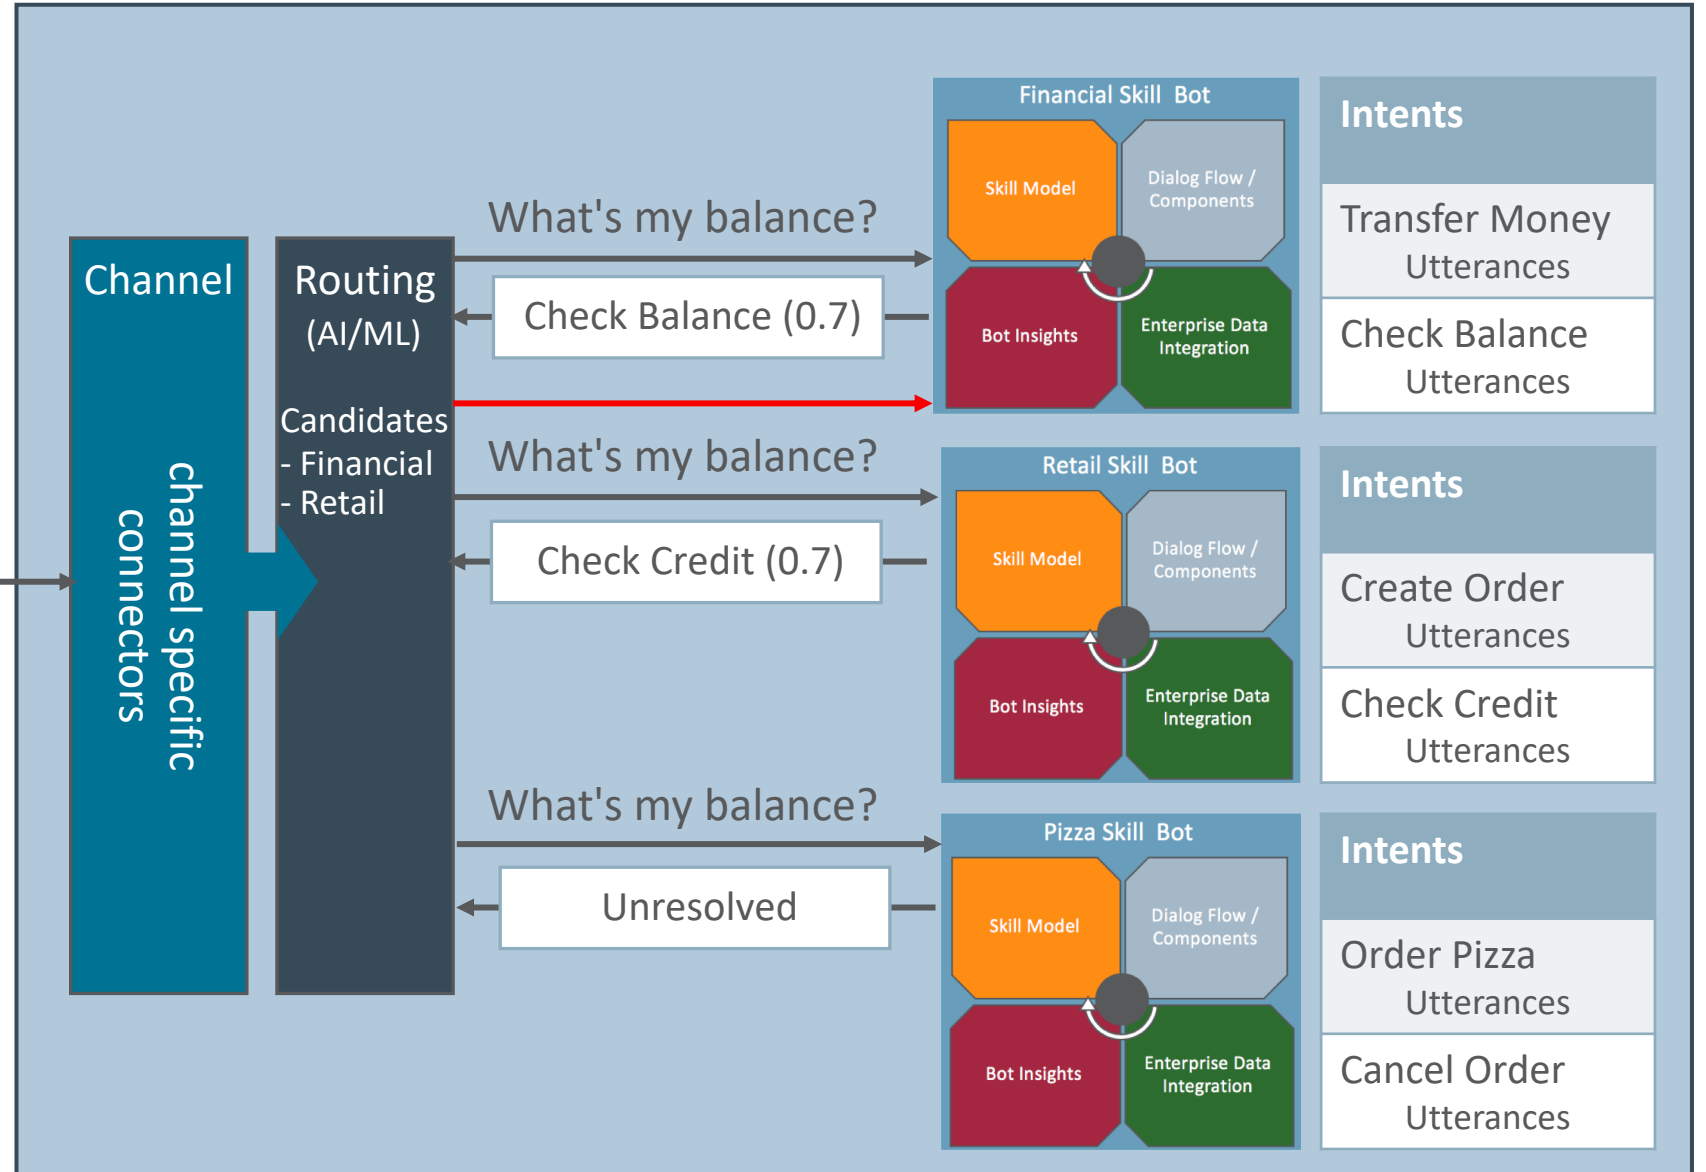 Channel
channel specific
connectors
Routing
(AI/ML)
Candidates
- Financial
- Retail
What's my balance?
Check Balance (0.7)
Financial Skill Bot
Skill Model
Dialog Flow /
Components
Bot Insights
Enterprise Data
Integration
Intents
Transfer Money
Utterances
Check Balance
Utterances
What's my balance?
Check Credit (0.7)
Retail Skill Bot
Skill Model
Dialog Flow /
Components
Bot Insights
Enterprise Data
Integration
Intents
Create Order
Utterances
Check Credit
Utterances
What's my balance?
Unresolved
Pizza Skill Bot
Skill Model
Dialog Flow /
Components
Bot Insights
Enterprise Data
Integration
Intents
Order Pizza
Utterances
Cancel Order
Utterances